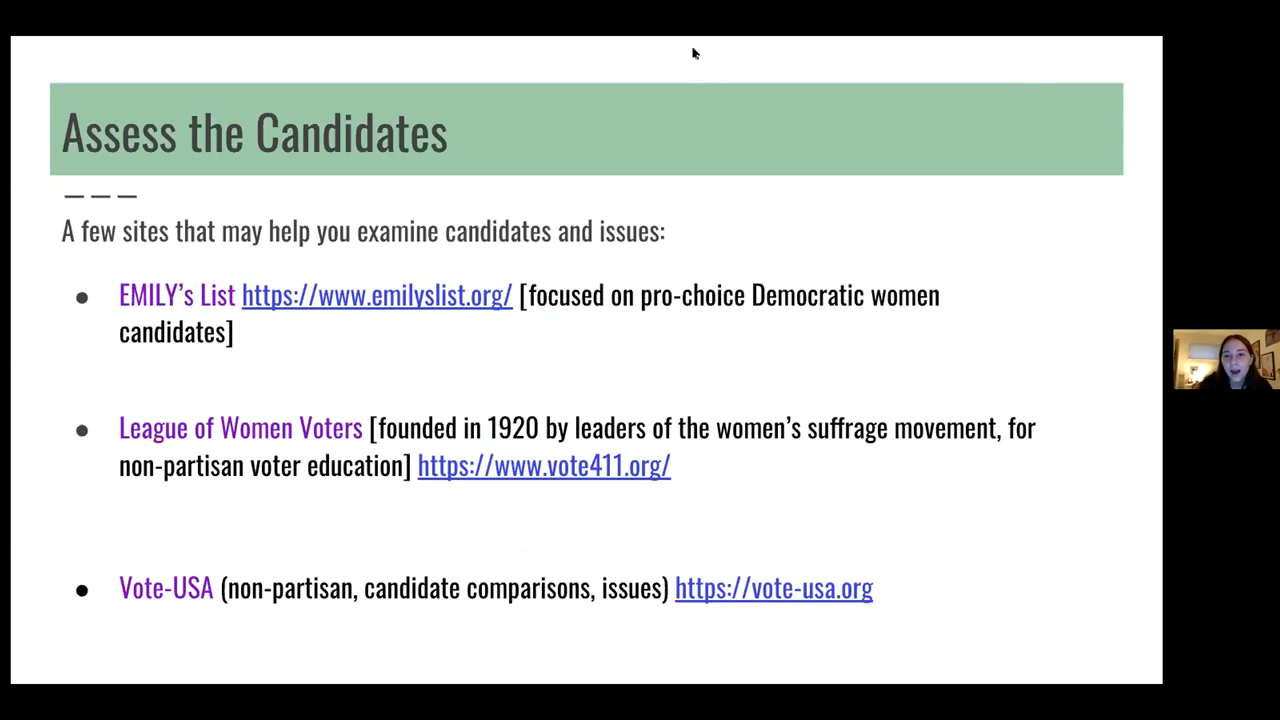 Assess the Candidates
A few sites that may help you examine candidates and issues:
● EMILY’s List https://www.emilyslist.org/ [focused on pro-choice Democratic women
candidates]
● League of Women Voters [founded in 1920 by leaders of the women’s suffrage movement, for
non-partisan voter education] https://www.vote411.org/
● Vote-USA (non-partisan, candidate comparisons, issues) https://vote-usa.org